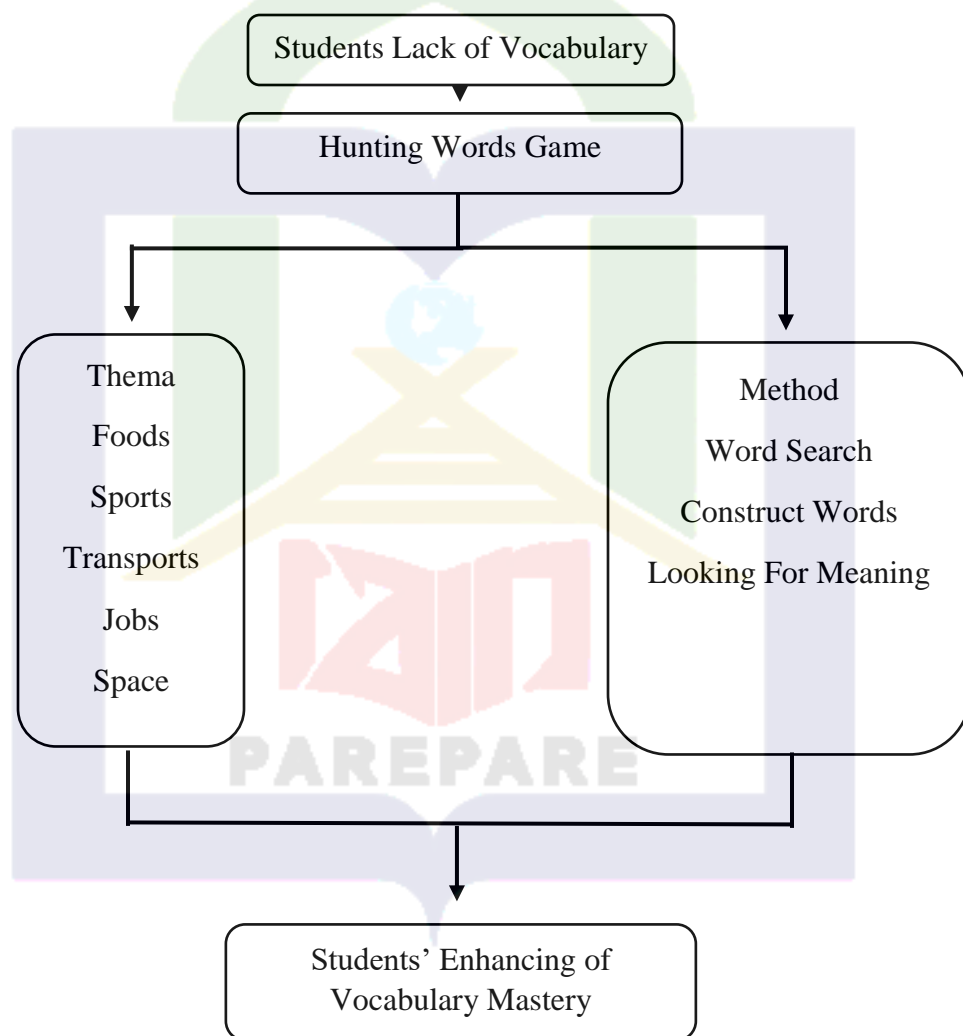 Students Lack of Vocabulary
Hunting Words Game
Thema
Foods
Sports
Transports
Jobs
Space
Method
Word Search
Construct Words
Looking For Meaning
PAREPARE
Students’ Enhancing of
Vocabulary Mastery